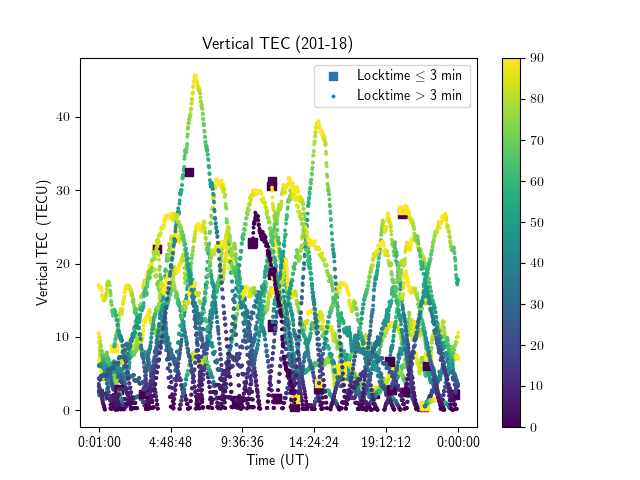 Vertical TEC (201-18)
Locktime ≤ 3 min
Locktime > 3 min
Vertical TEC (TECU)
40
30
20
10
0
0:01:00 4:48:48 9:36:36 14:24:24 19:12:12 0:00:00
Time (UT)
90
80
70
60
50
40
30
20
10
0